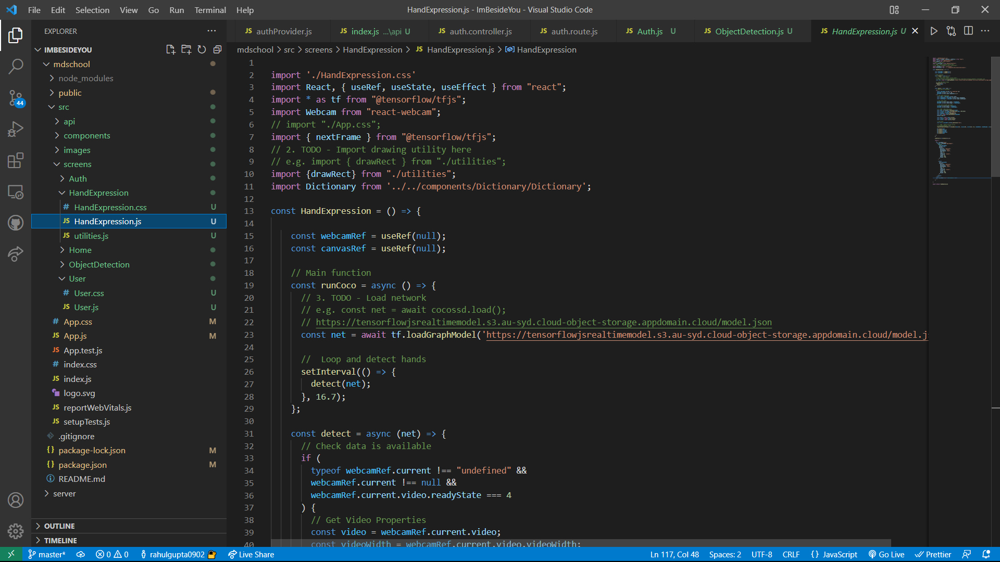 File Edit Selection View Go Run Terminal Help
HandExpression.js - ImBesideYou - Visual Studio Code
EXPLORER
IMBESIDEYOU
mdschool
node_modules
public
src
api
components
images
screens
Auth
HandExpression
# HandExpression.css U
JS HandExpression.js U
JS utilities.js U
Home
ObjectDetection
User
# User.css U
JS User.js U
# App.css M
JS App.js M
JS App.test.js
# index.css
JS index.js
logo.svg
JS reportWebVitals.js
JS setupTests.js
.gitignore
{} package-lock.json M
{} package.json M
README.md
server
OUTLINE
TIMELINE
44
JS authProvider.js
JS index.js ...\api U
JS auth.controller.js
JS auth.route.js
JS Auth.js U
JS ObjectDetection.js U
JS HandExpression.js U
mdschool > src > screens > HandExpression > JS HandExpression.js > HandExpression
1
2 import './HandExpression.css'
3 import React, { useRef, useState, useEffect } from "react";
4 import * as tf from "@tensorflow/tfjs";
5 import Webcam from "react-webcam";
6 // import "./App.css";
7 import { nextFrame } from "@tensorflow/tfjs";
8 // 2. TODO - Import drawing utility here
9 // e.g. import { drawRect } from "./utilities";
10 import {drawRect} from "./utilities";
11 import Dictionary from '../../components/Dictionary/Dictionary';
12
13 const HandExpression = () => {
14
15 const webcamRef = useRef(null);
16 const canvasRef = useRef(null);
17
18 // Main function
19 const runCoco = async () => {
20 // 3. TODO - Load network
21 // e.g. const net = await cocossd.load();
22 // https://tensorflowjsrealtimemodel.s3.au-syd.cloud-object-storage.appdomain.cloud/model.json
23 const net = await tf.loadGraphModel('https://tensorflowjsrealtimemodel.s3.au-syd.cloud-object-storage.appdomain.cloud/model.j
24
25 //  Loop and detect hands
26 setInterval(() => {
27 detect(net);
28 }, 16.7);
29 };
30
31 const detect = async (net) => {
32 // Check data is available
33 if (
34 typeof webcamRef.current !== "undefined" &&
35 webcamRef.current !== null &&
36 webcamRef.current.video.readyState === 4
37 ) {
38 // Get Video Properties
39 const video = webcamRef.current.video;
40 const videoWidth = webcamRef.current.video.videoWidth;
master* 0 0 rahulgupta0902 Live Share
Ln 117, Col 48 Spaces: 2 UTF-8 CRLF {} JavaScript Go Live Prettier